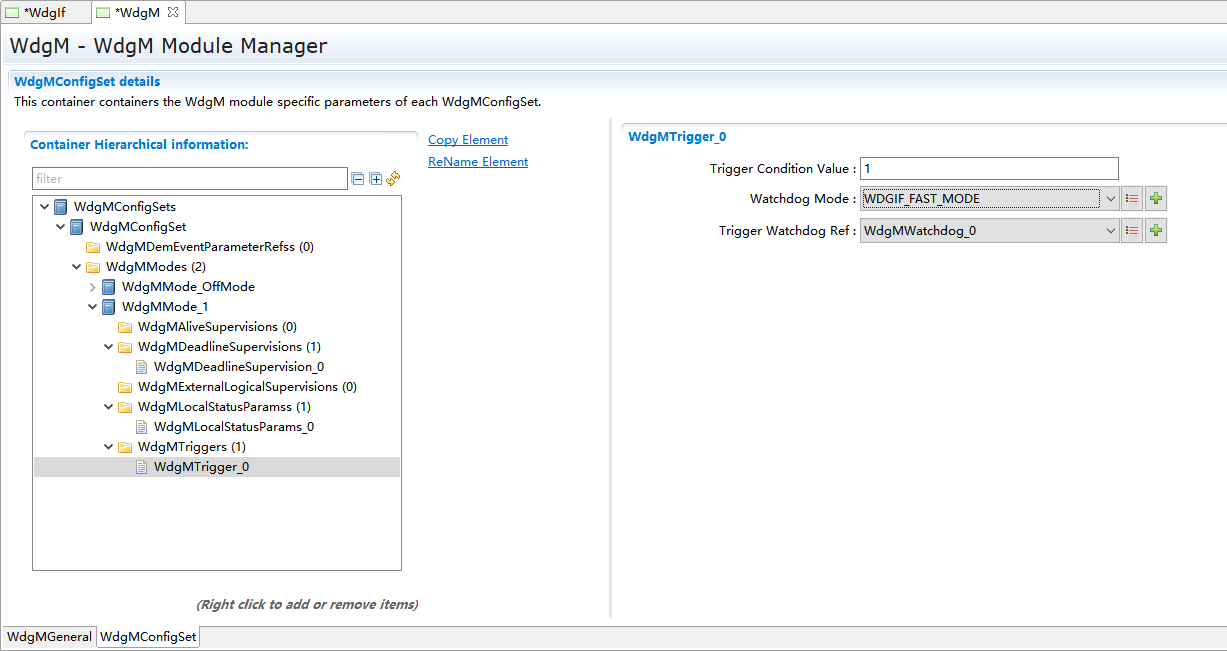 *WdgIf
*WdgM
WdgM - WdgM Module Manager
WdgMConfigSet details
This container containers the WdgM module specific parameters of each WdgMConfigSet.
Container Hierarchical information:
Copy Element
ReName Element
filter
WdgMConfigSets
WdgMConfigSet
WdgMDemEventParameterRefss (0)
WdgMModes (2)
WdgMMode_OffMode
WdgMMode_1
WdgMAliveSupervisions (0)
WdgMDeadlineSupervisions (1)
WdgMDeadlineSupervision_0
WdgMExternalLogicalSupervisions (0)
WdgMLocalStatusParamss (1)
WdgMLocalStatusParams_0
WdgMTriggers (1)
WdgMTrigger_0
(Right click to add or remove items)
WdgMTrigger_0
Trigger Condition Value : 1
Watchdog Mode : WDGIF_FAST_MODE
Trigger Watchdog Ref : WdgMWatchdog_0
WdgMGeneral WdgMConfigSet